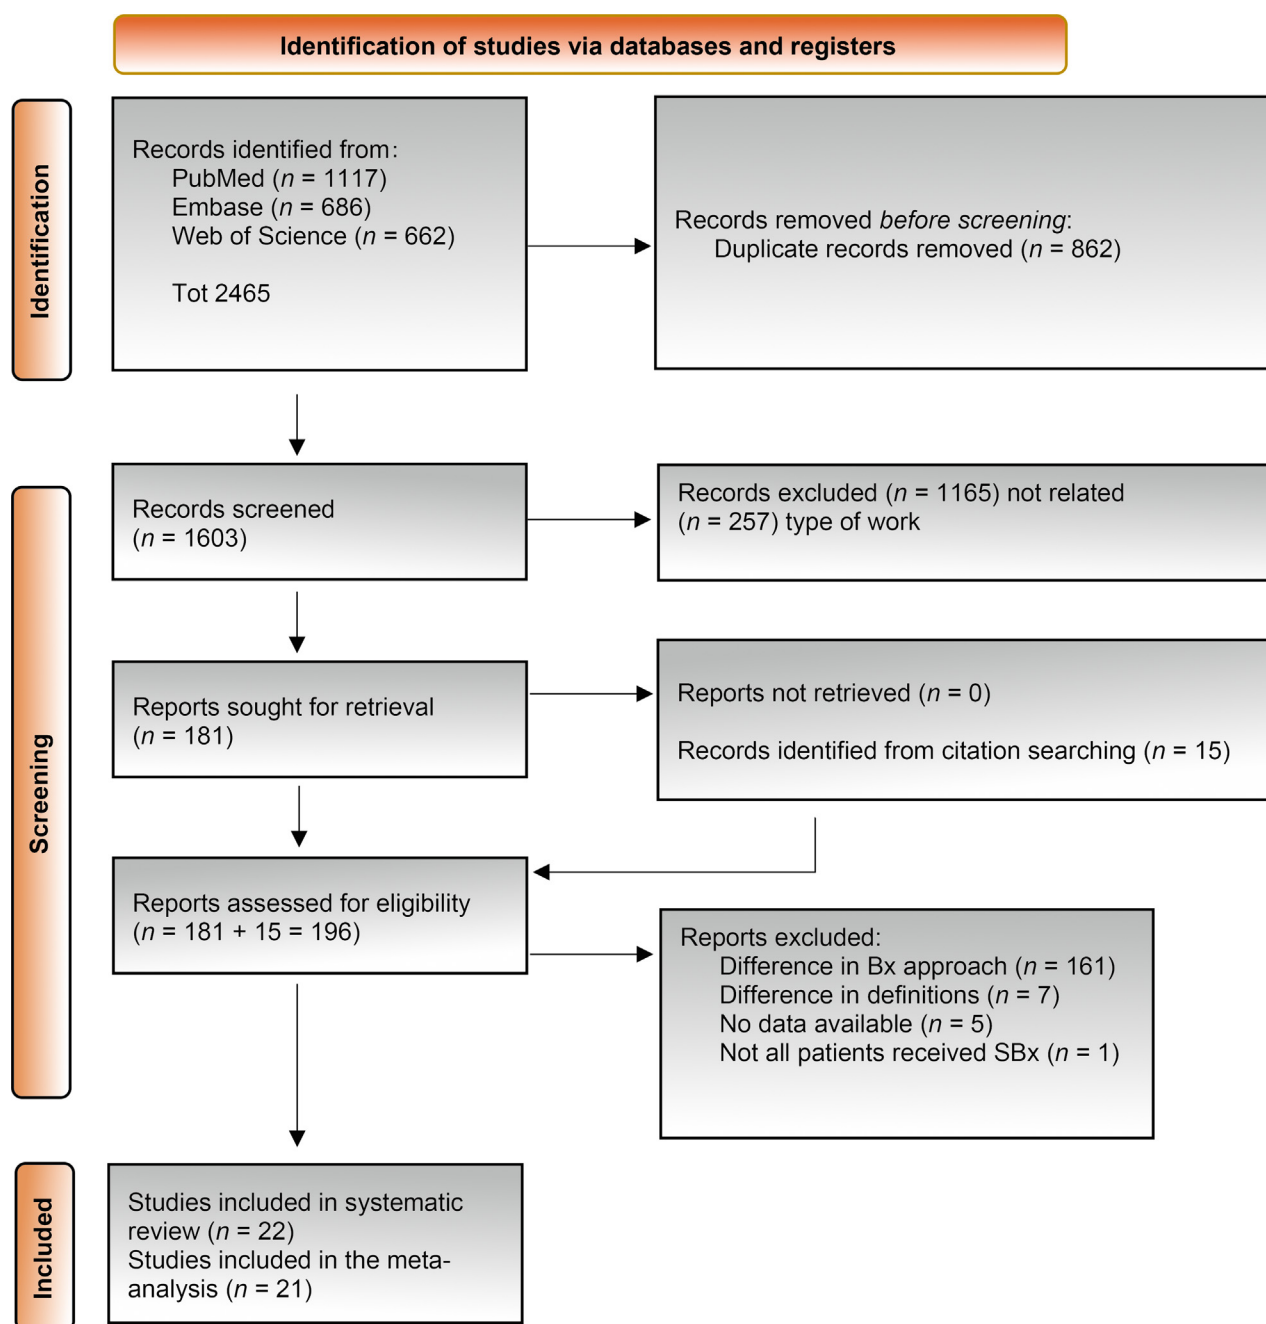 Identification of studies via databases and registers
Identification
Records identified from:
PubMed (n = 1117)
Embase (n = 686)
Web of Science (n = 662)
Tot 2465
Records removed before screening:
Duplicate records removed (n = 862)
Screening
Records screened
(n = 1603)
Records excluded (n = 1165) not related
(n = 257) type of work
Reports sought for retrieval
(n = 181)
Reports not retrieved (n = 0)
Records identified from citation searching (n = 15)
Reports assessed for eligibility
(n = 181 + 15 = 196)
Reports excluded:
Difference in Bx approach (n = 161)
Difference in definitions (n = 7)
No data available (n = 5)
Not all patients received SBx (n = 1)
Included
Studies included in systematic
review (n = 22)
Studies included in the meta-
analysis (n = 21)